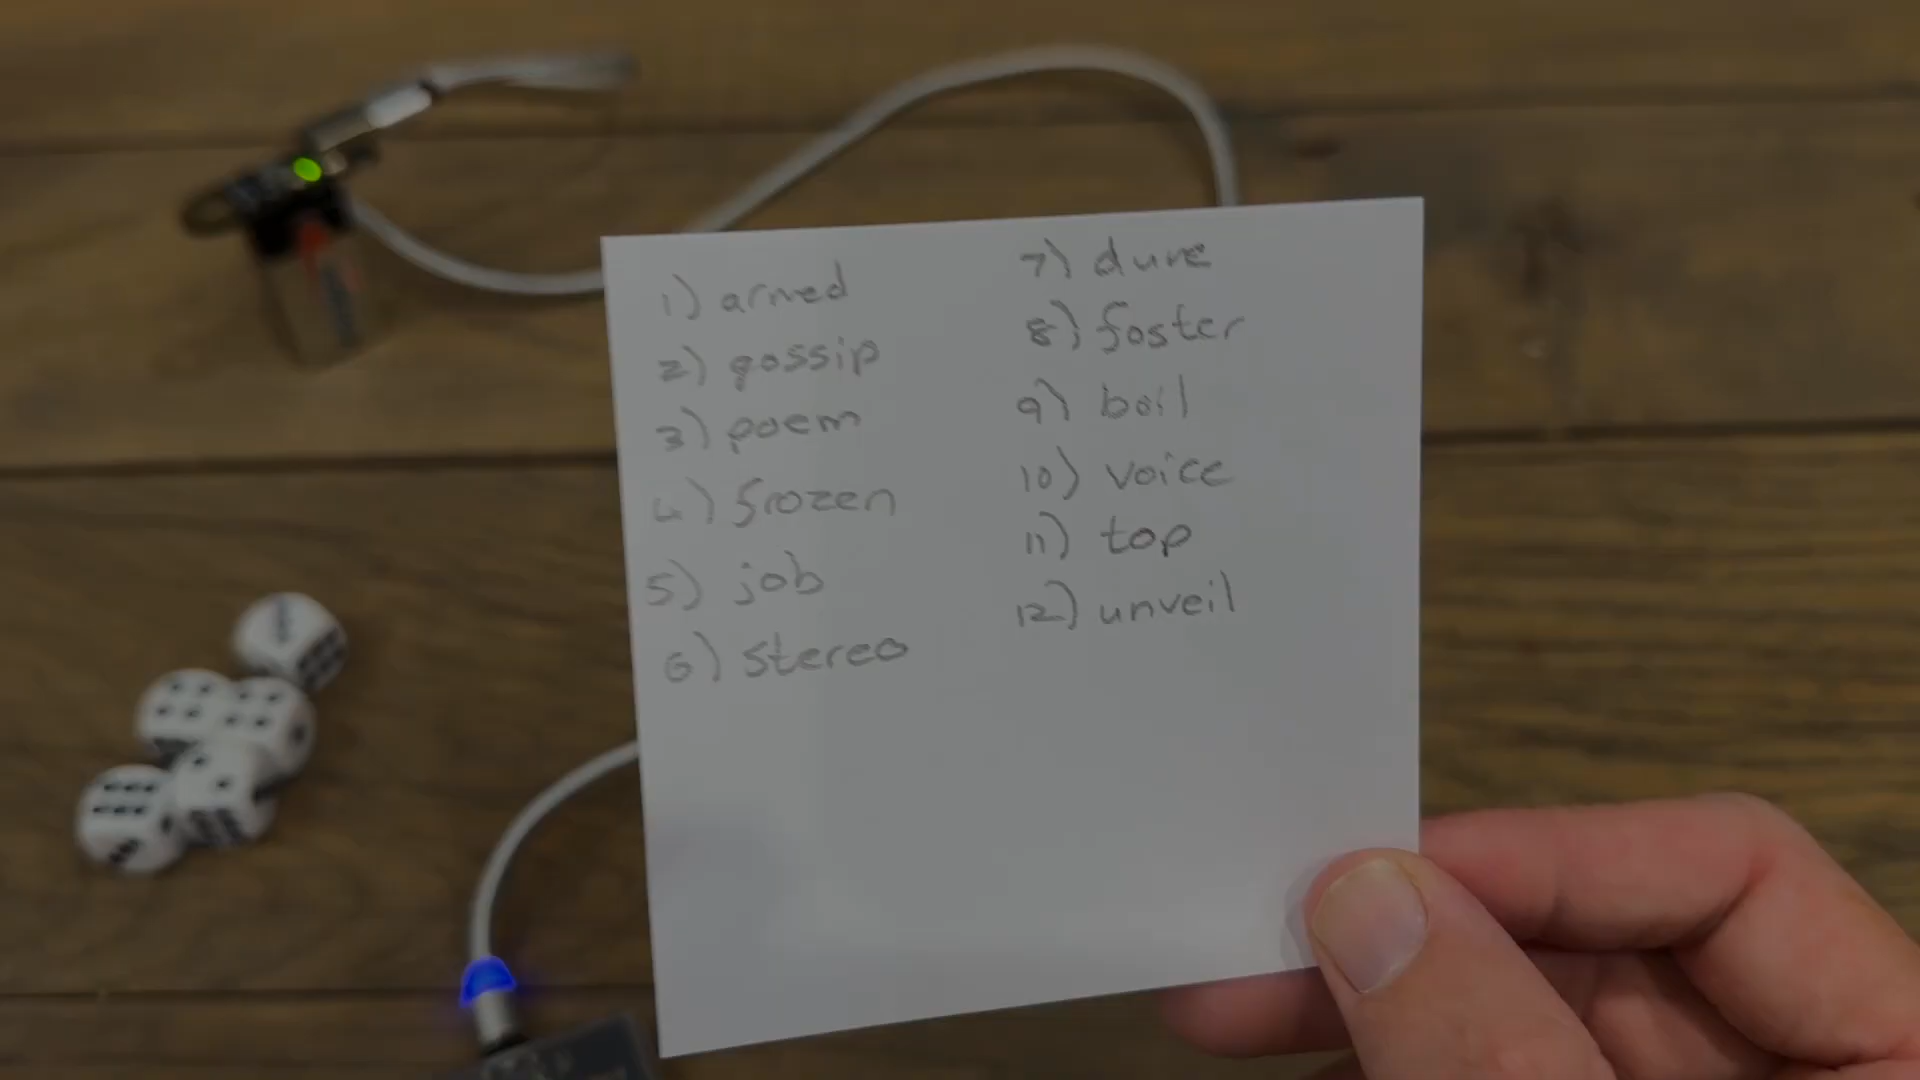 1) armed
2) gossip
3) poem
4) frozen
5) job
6) stereo
7) dune
8) foster
9) boil
10) voice
11) top
12) unveil